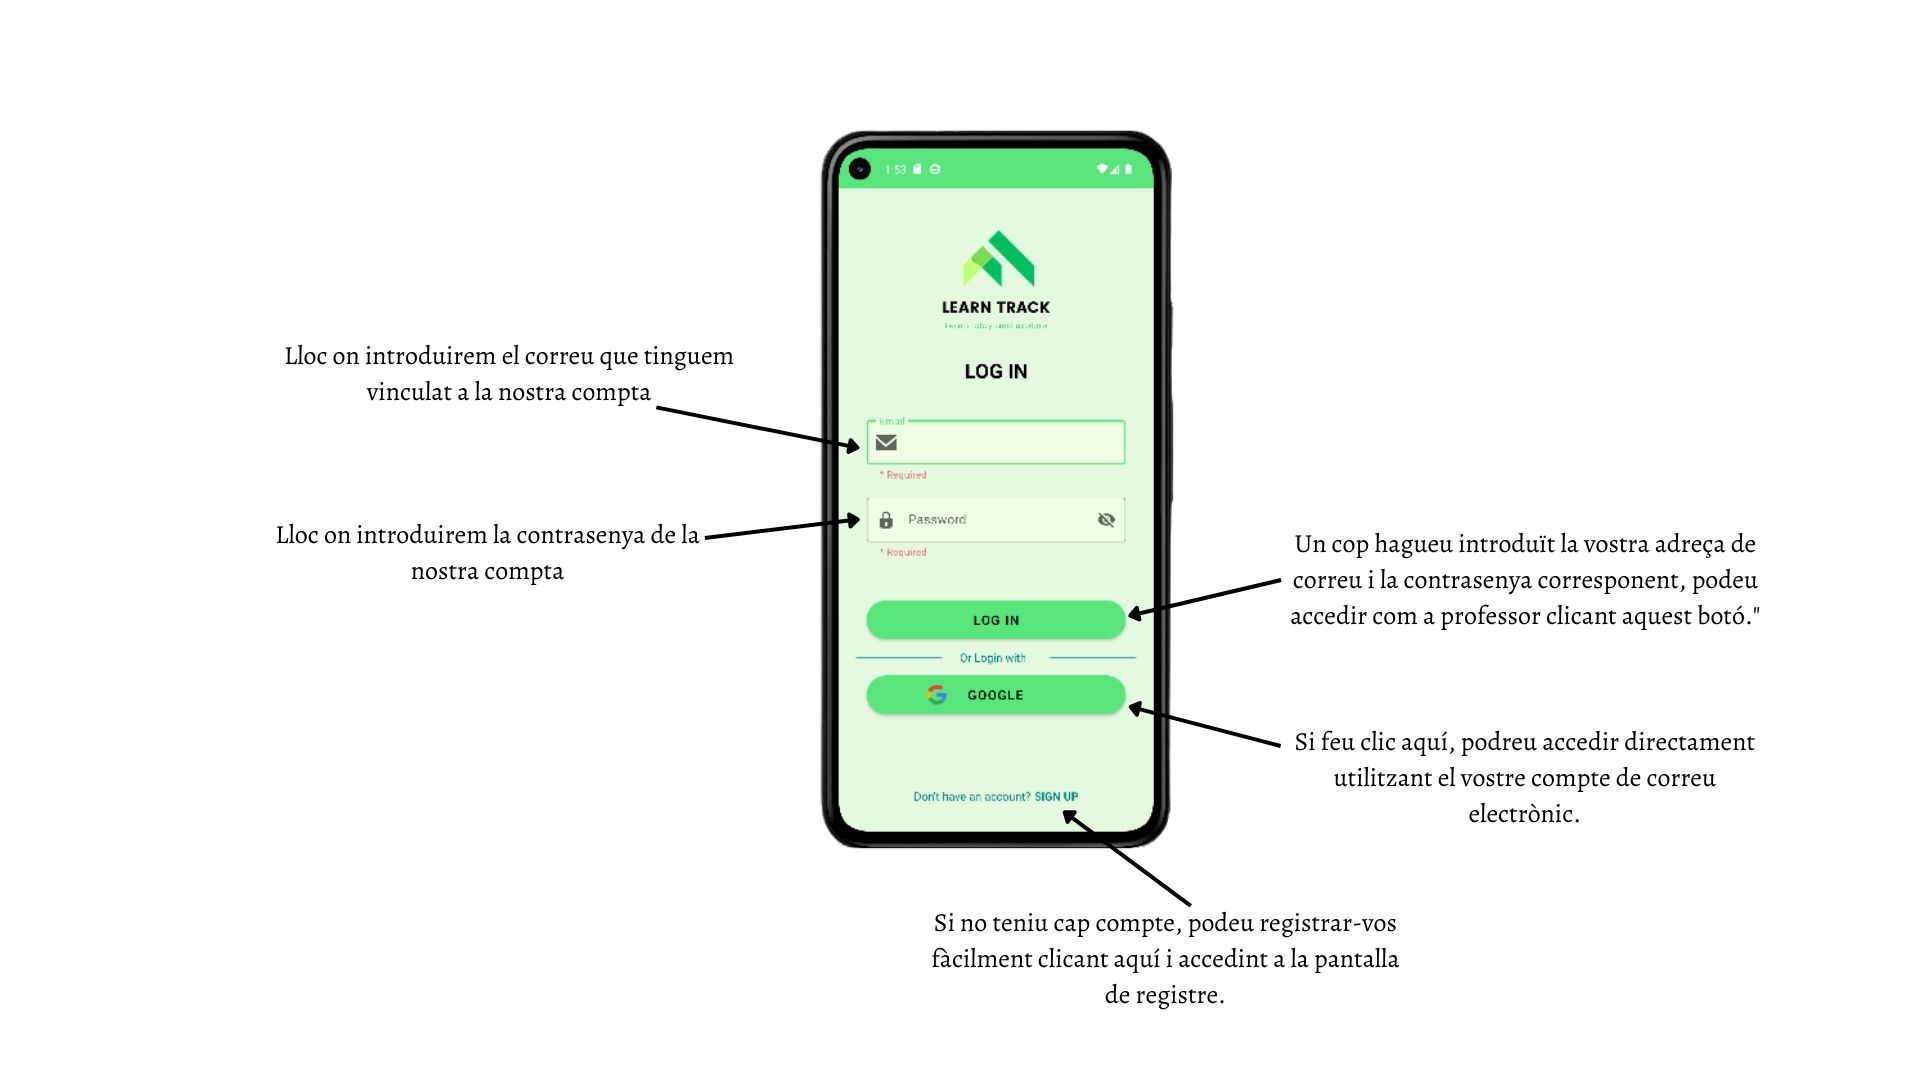 1:53
LEARN TRACK
LOG IN
Lloc on introduirem el correu que tinguem
vinculat a la nostra compta
Email
* Required
Lloc on introduirem la contrasenya de la
nostra compta
Password
* Required
Un cop hagueu introduït la vostra adreça de
correu i la contrasenya corresponent, podeu
accedir com a professor clicant aquest botó."
LOG IN
Or Login with
GOOGLE
Si feu clic aquí, podreu accedir directament
utilitzant el vostre compte de correu
electrònic.
Don't have an account? SIGN UP
Si no teniu cap compte, podeu registrar-vos
fàcilment clicant aquí i accedint a la pantalla
de registre.